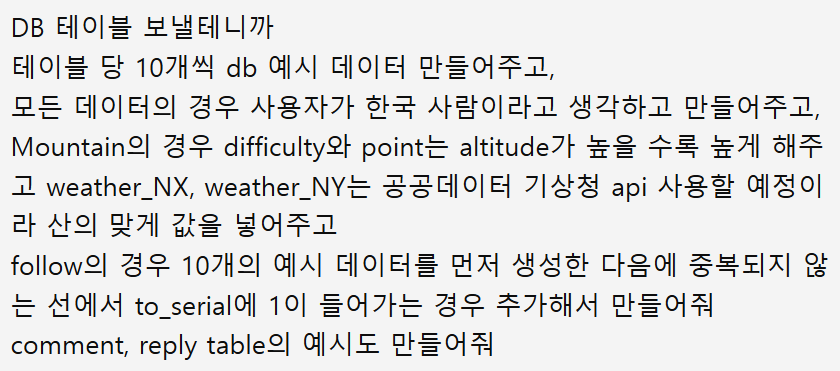 DB 테이블 보낼테니까
테이블 당 10개씩 db 예시 데이터 만들어주고,
모든 데이터의 경우 사용자가 한국 사람이라고 생각하고 만들어주고,
Mountain의 경우 difficulty와 point는 altitude가 높을 수록 높게 해주
고 weather_NX, weather_NY는 공공데이터 기상청 api 사용할 예정이
라 산의 맞게 값을 넣어주고
follow의 경우 10개의 예시 데이터를 먼저 생성한 다음에 중복되지 않
는 선에서 to_serial에 1이 들어가는 경우 추가해서 만들어줘
comment, reply table의 예시도 만들어줘